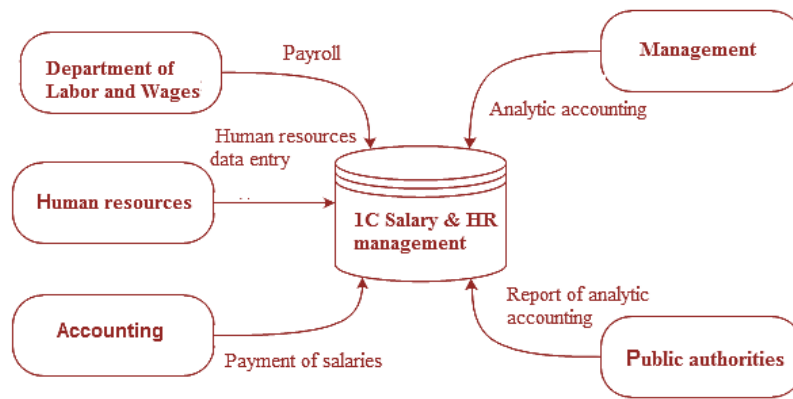 Payroll
Department of
Labor and Wages
Management
Analytic accounting
Human resources
data entry
Human resources
1C Salary & HR
management
Accounting
Payment of salaries
Report of analytic
accounting
Public authorities